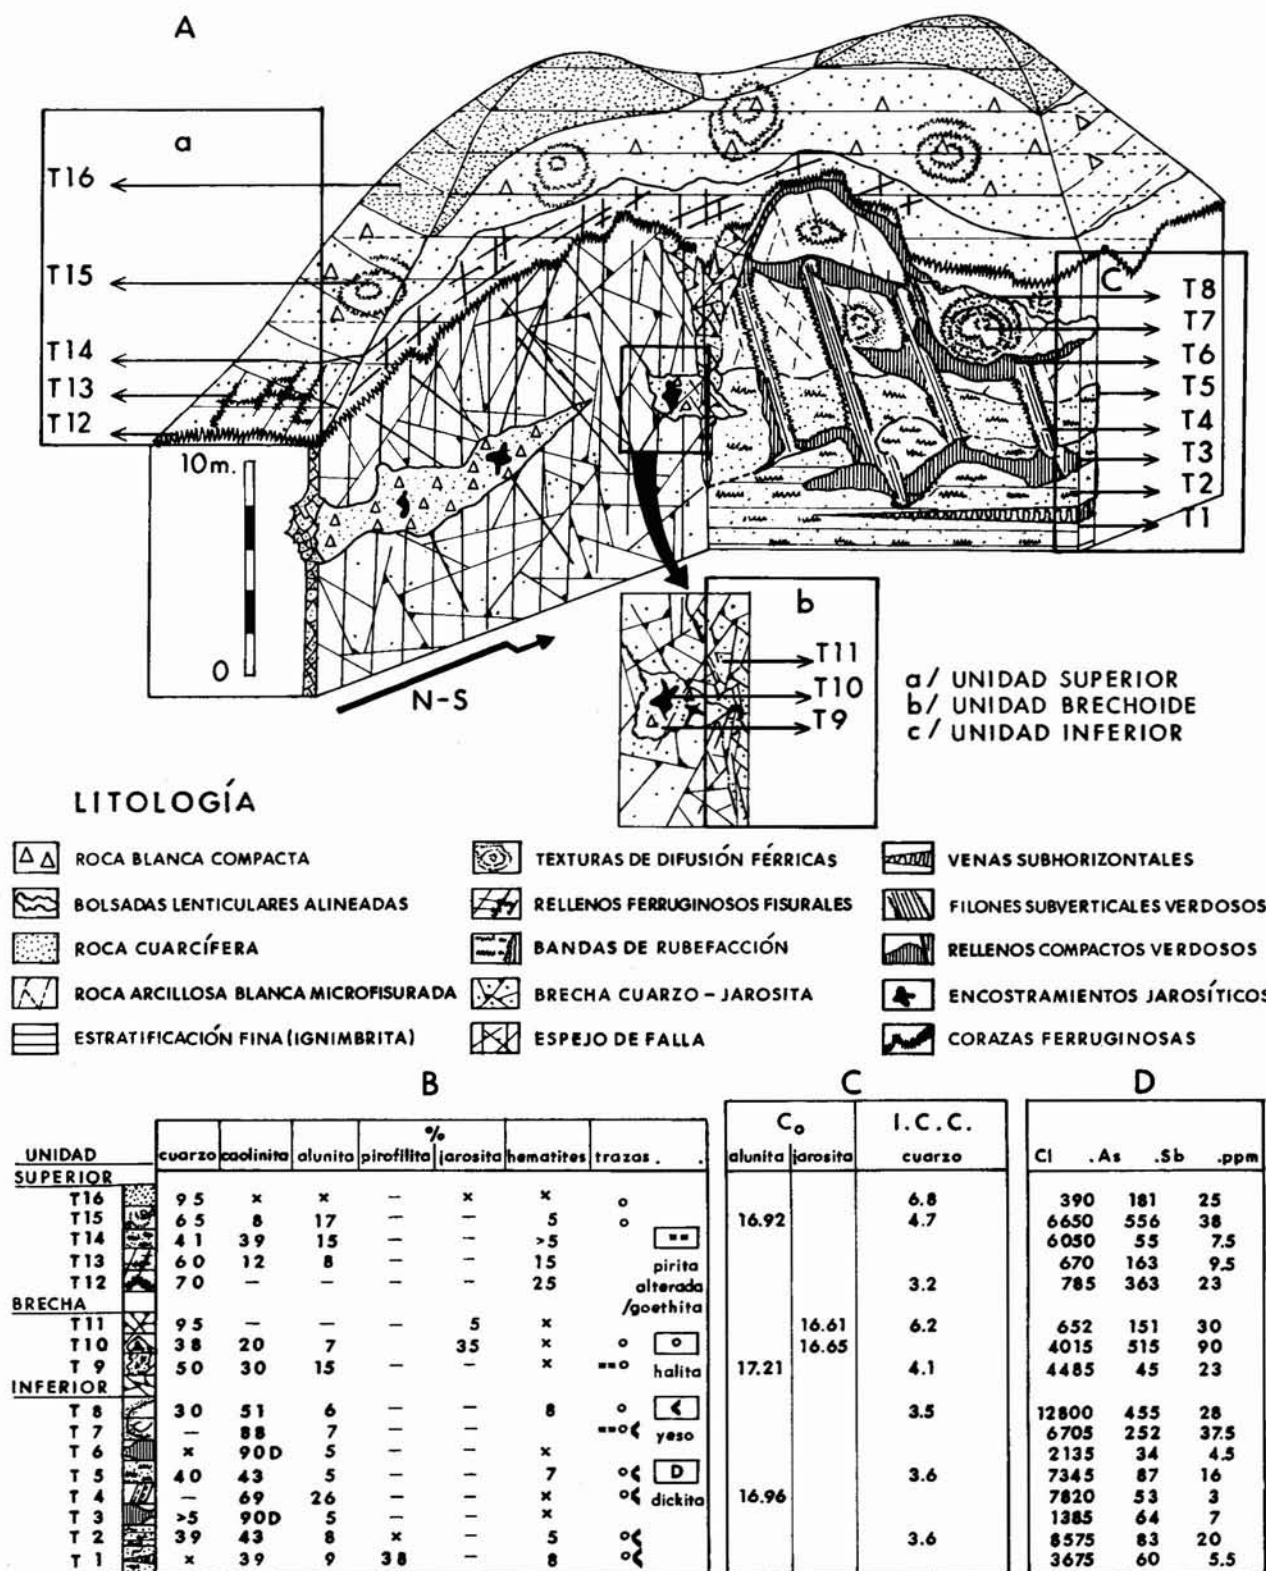 A
a
T16
T15
T14
T13
T12
10m.
0
N-S
C
T8
T7
T6
T5
T4
T3
T2
T1
b
T11
T10
T9
a/ UNIDAD SUPERIOR
b/ UNIDAD BRECHOIDE
c/ UNIDAD INFERIOR
LITOLOGÍA
ROCA BLANCA COMPACTA
BOLSADAS LENTICULARES ALINEADAS
ROCA CUARCÍFERA
ROCA ARCILLOSA BLANCA MICROFISURADA
ESTRATIFICACIÓN FINA (IGNIMBRITA)
TEXTURAS DE DIFUSIÓN FÉRRICAS
RELLENOS FERRUGINOSOS FISURALES
BANDAS DE RUBEFACCIÓN
BRECHA CUARZO - JAROSITA
ESPEJO DE FALLA
VENAS SUBHORIZONTALES
FILONES SUBVERTICALES VERDOSOS
RELLENOS COMPACTOS VERDOSOS
ENCOSTRAMIENTOS JAROSÍTICOS
CORAZAS FERRUGINOSAS
B C D
% Co I.C.C.
UNIDAD cuarzo caolinita alunita pirofilita jarosita hematites trazas . . alunita jarosita cuarzo Cl .As .Sb .ppm
SUPERIOR
T16 95 x x — x x o 6.8 390 181 25
T15 65 8 17 — — 5 o 16.92 4.7 6650 556 38
T14 41 39 15 — — >5 6050 55 7.5
T13 60 12 8 — — 15 pirita 670 163 9.5
T12 70 — — — — 25 alterada 3.2 785 363 23
BRECHA /goethita
T11 95 — — — 5 x 16.61 6.2 652 151 30
T10 38 20 7 35 x o o 16.65 4015 515 90
T 9 50 30 15 — — x o halita 17.21 4.1 4485 45 23
INFERIOR
T 8 30 51 6 — — 8 o < 3.5 12800 455 28
T 7 — 88 7 — — o< yeso 6705 252 37.5
T 6 x 90D 5 — — x 2135 34 4.5
T 5 40 43 5 — — 7 o< D 3.6 7345 87 16
T 4 — 69 26 — — x o< dickita 16.96 7820 53 3
T 3 >5 90D 5 — — x 1385 64 7
T 2 39 43 8 x — 5 o< 3.6 8575 83 20
T 1 x 39 9 38 — 8 o< 3675 60 5.5